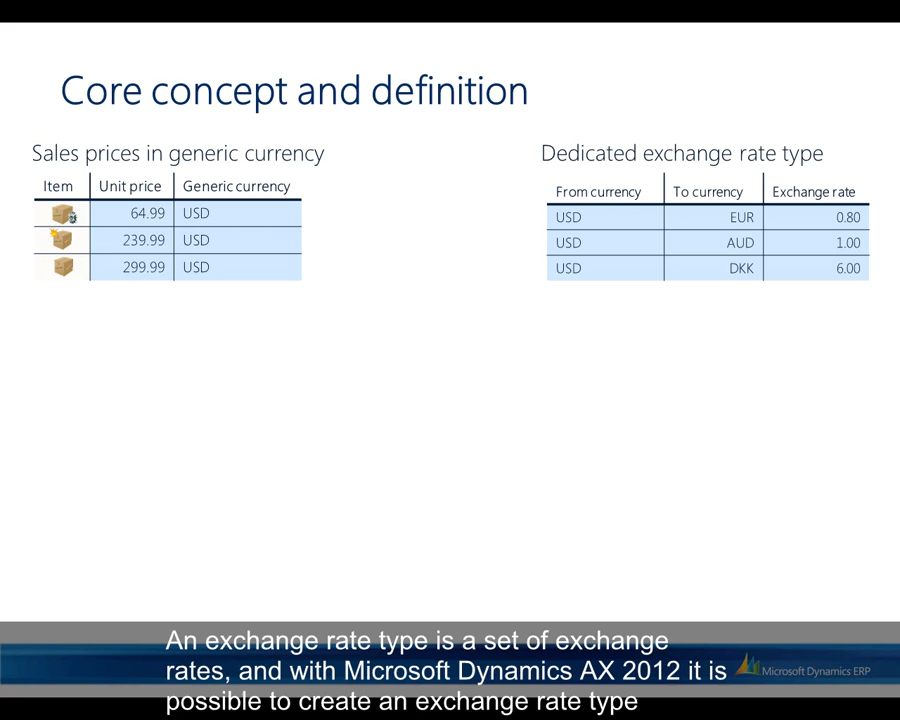 Core concept and definition
Sales prices in generic currency
Item Unit price Generic currency
64.99 USD
239.99 USD
299.99 USD
Dedicated exchange rate type
From currency To currency Exchange rate
USD EUR 0.80
USD AUD 1.00
USD DKK 6.00
An exchange rate type is a set of exchange
rates, and with Microsoft Dynamics AX 2012 it is
possible to create an exchange rate type
Microsoft Dynamics ERP